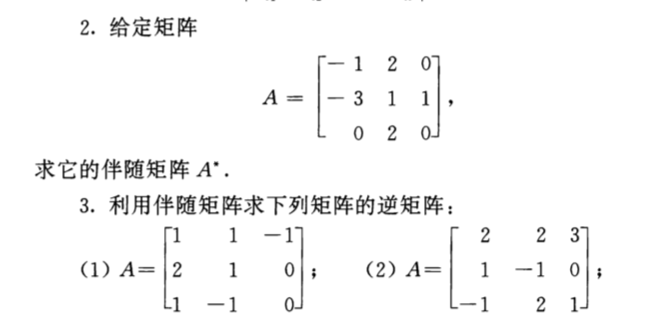 2. 给定矩阵
A = [ -1 2 0 ; -3 1 1 ; 0 2 0 ],
求它的伴随矩阵 A*.
3. 利用伴随矩阵求下列矩阵的逆矩阵:
(1) A= [ 1 1 -1 ; 2 1 0 ; 1 -1 0 ]; (2) A= [ 2 2 3 ; 1 -1 0 ; -1 2 1 ];